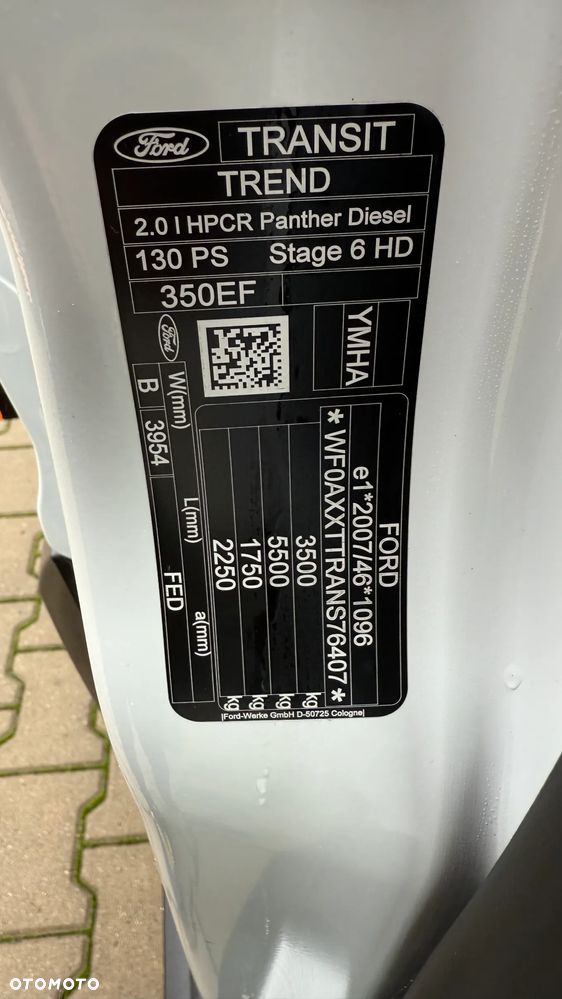 Ford TRANSIT
TREND
2.0 l HPCR Panther Diesel
130 PS Stage 6 HD
350EF
Ford
YMHA
FORD
e1*2007/46*1096
* WF0AXXTTRANS76407 *
3500 kg
5500 kg
1750 kg
2250 kg
W(mm) L(mm) a(mm)
B 3954 FED
Ford-Werke GmbH D-50725 Cologne
OTOMOTO